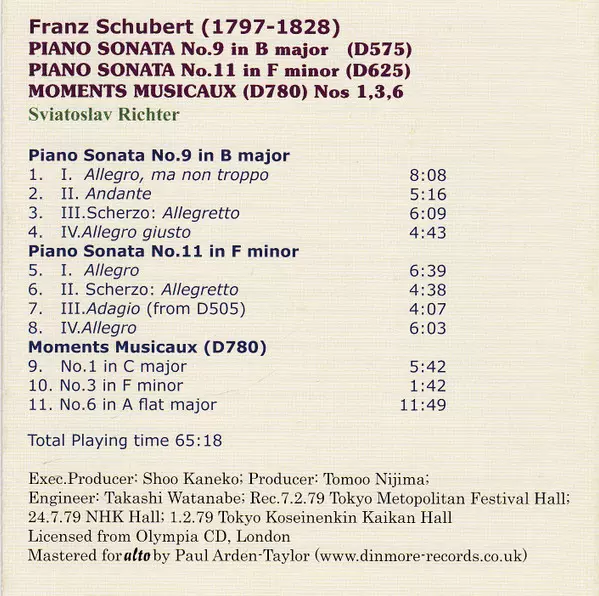 Franz Schubert (1797-1828)
PIANO SONATA No.9 in B major (D575)
PIANO SONATA No.11 in F minor (D625)
MOMENTS MUSICAUX (D780) Nos 1,3,6
Sviatoslav Richter
Piano Sonata No.9 in B major
1. I. Allegro, ma non troppo 8:08
2. II. Andante 5:16
3. III.Scherzo: Allegretto 6:09
4. IV.Allegro giusto 4:43
Piano Sonata No.11 in F minor
5. I. Allegro 6:39
6. II. Scherzo: Allegretto 4:38
7. III.Adagio (from D505) 4:07
8. IV.Allegro 6:03
Moments Musicaux (D780)
9. No.1 in C major 5:42
10. No.3 in F minor 1:42
11. No.6 in A flat major 11:49
Total Playing time 65:18
Exec.Producer: Shoo Kaneko; Producer: Tomoo Nijima;
Engineer: Takashi Watanabe; Rec.7.2.79 Tokyo Metopolitan Festival Hall;
24.7.79 NHK Hall; 1.2.79 Tokyo Koseinenkin Kaikan Hall
Licensed from Olympia CD, London
Mastered for alto by Paul Arden-Taylor (www.dinmore-records.co.uk)